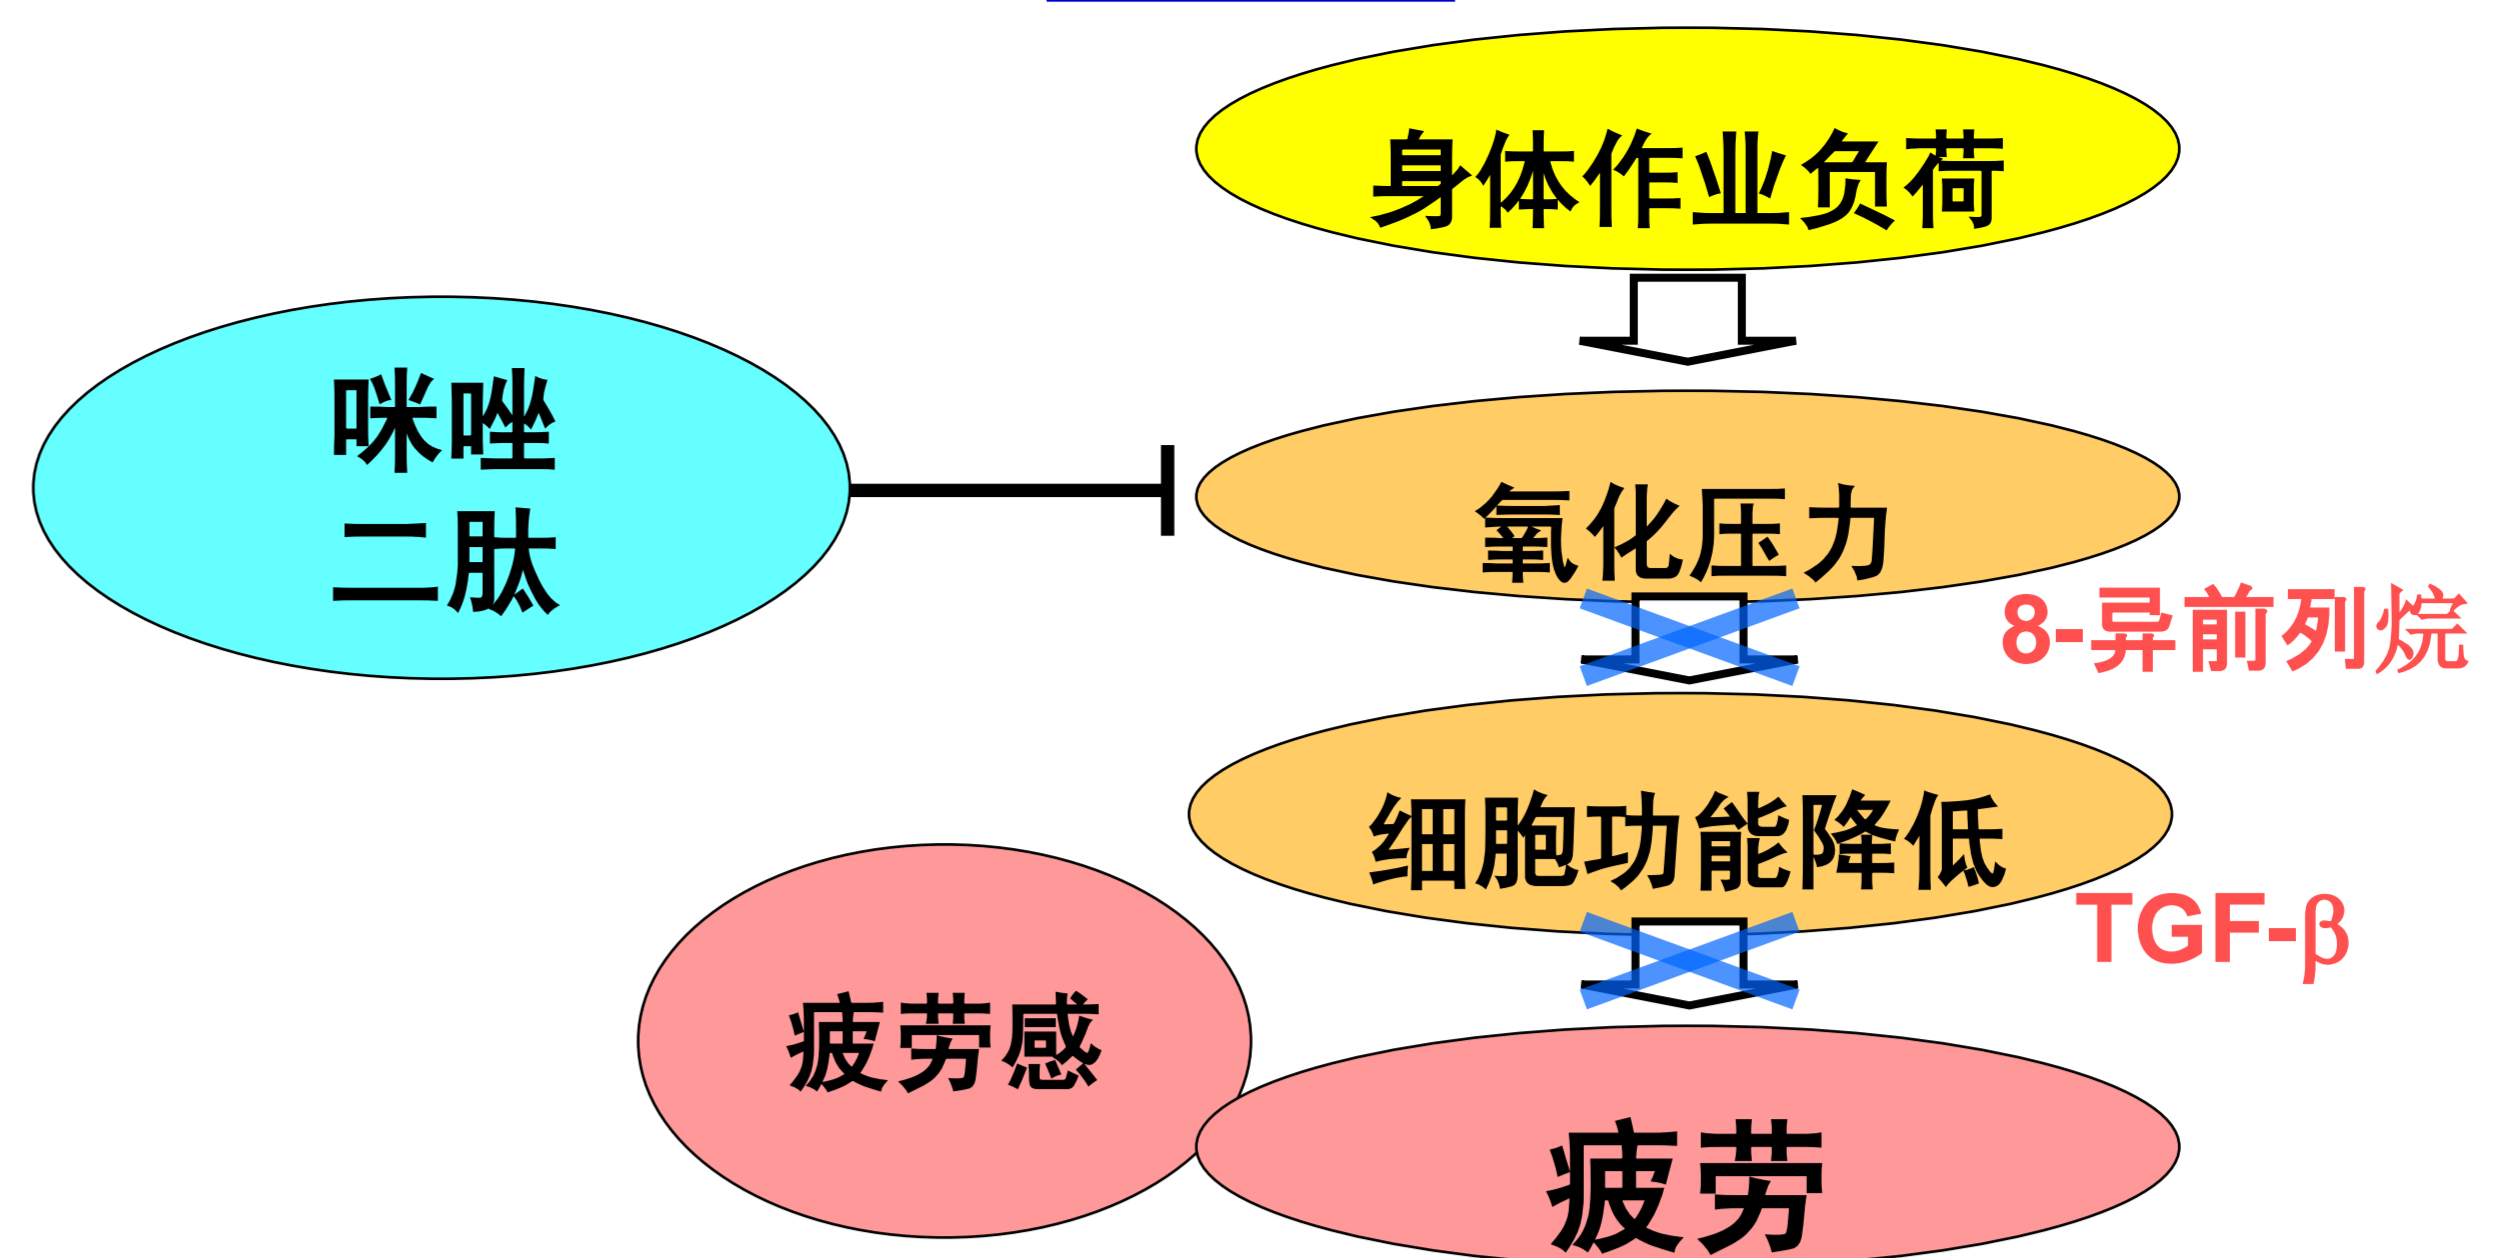 身体作业负荷
咪唑
二肽
氧化压力
8-异前列烷
细胞功能降低
TGF-β
疲劳感
疲劳